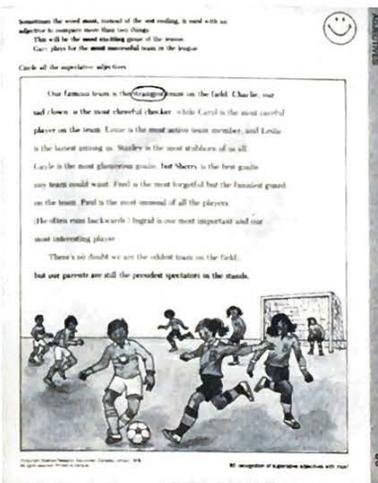 Sometimes the word most, instead of the est ending, is used with an
adjective to compare more than two things
This will be the most exciting game of the season.
Gary plays for the most successful team in the league
Circle all the superlative adjectives
Our famous team is the strangest team on the field. Charlie, our
sad clown is the most cheerful checker, while Carol is the most careful
player on the team. is the most active team member, and Leslie
is the among us. Stanley is the most stubborn of us all.
Gayle is the most glamorous goalie, but Sherry is the best goalie
any team could want. Fred is the most forgetful but the funniest guard
on the team. Paul is the most unusual of all the players.
(He often runs backwards.) Ingrid is our most important and our
most interesting player
There's no doubt we are the oddest team on the field;
but our parents are still the proudest spectators in the stands.
ADJECTIVES
recognition of superlative adjectives with most